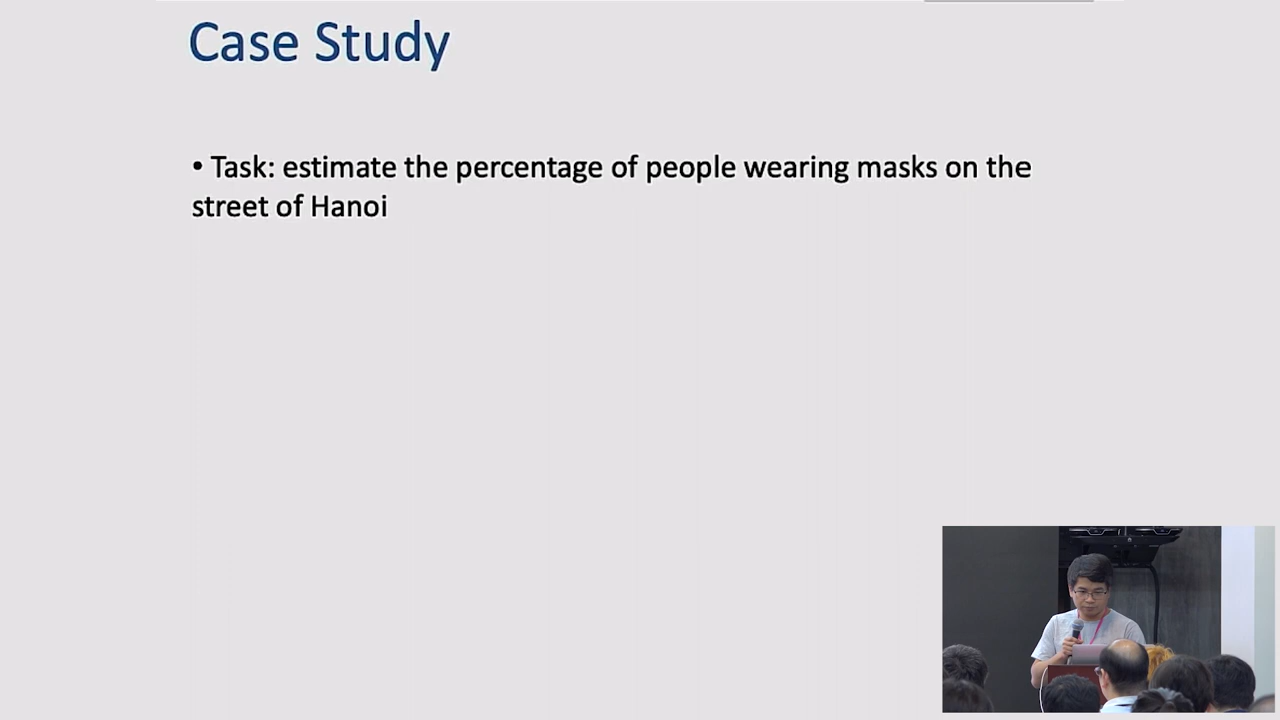 Case Study
• Task: estimate the percentage of people wearing masks on the
street of Hanoi